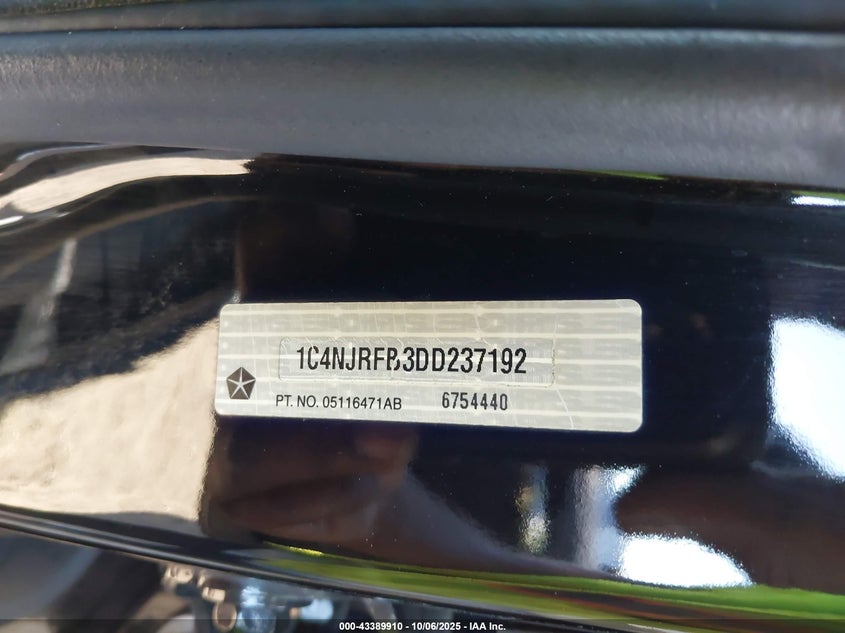 1C4NJRFB3DD237192
PT. NO. 05116471AB 6754440
000-43389910 - 10/06/2025 - IAA Inc.